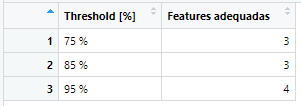 Threshold [%] Features adequadas
1 75 % 3
2 85 % 3
3 95 % 4